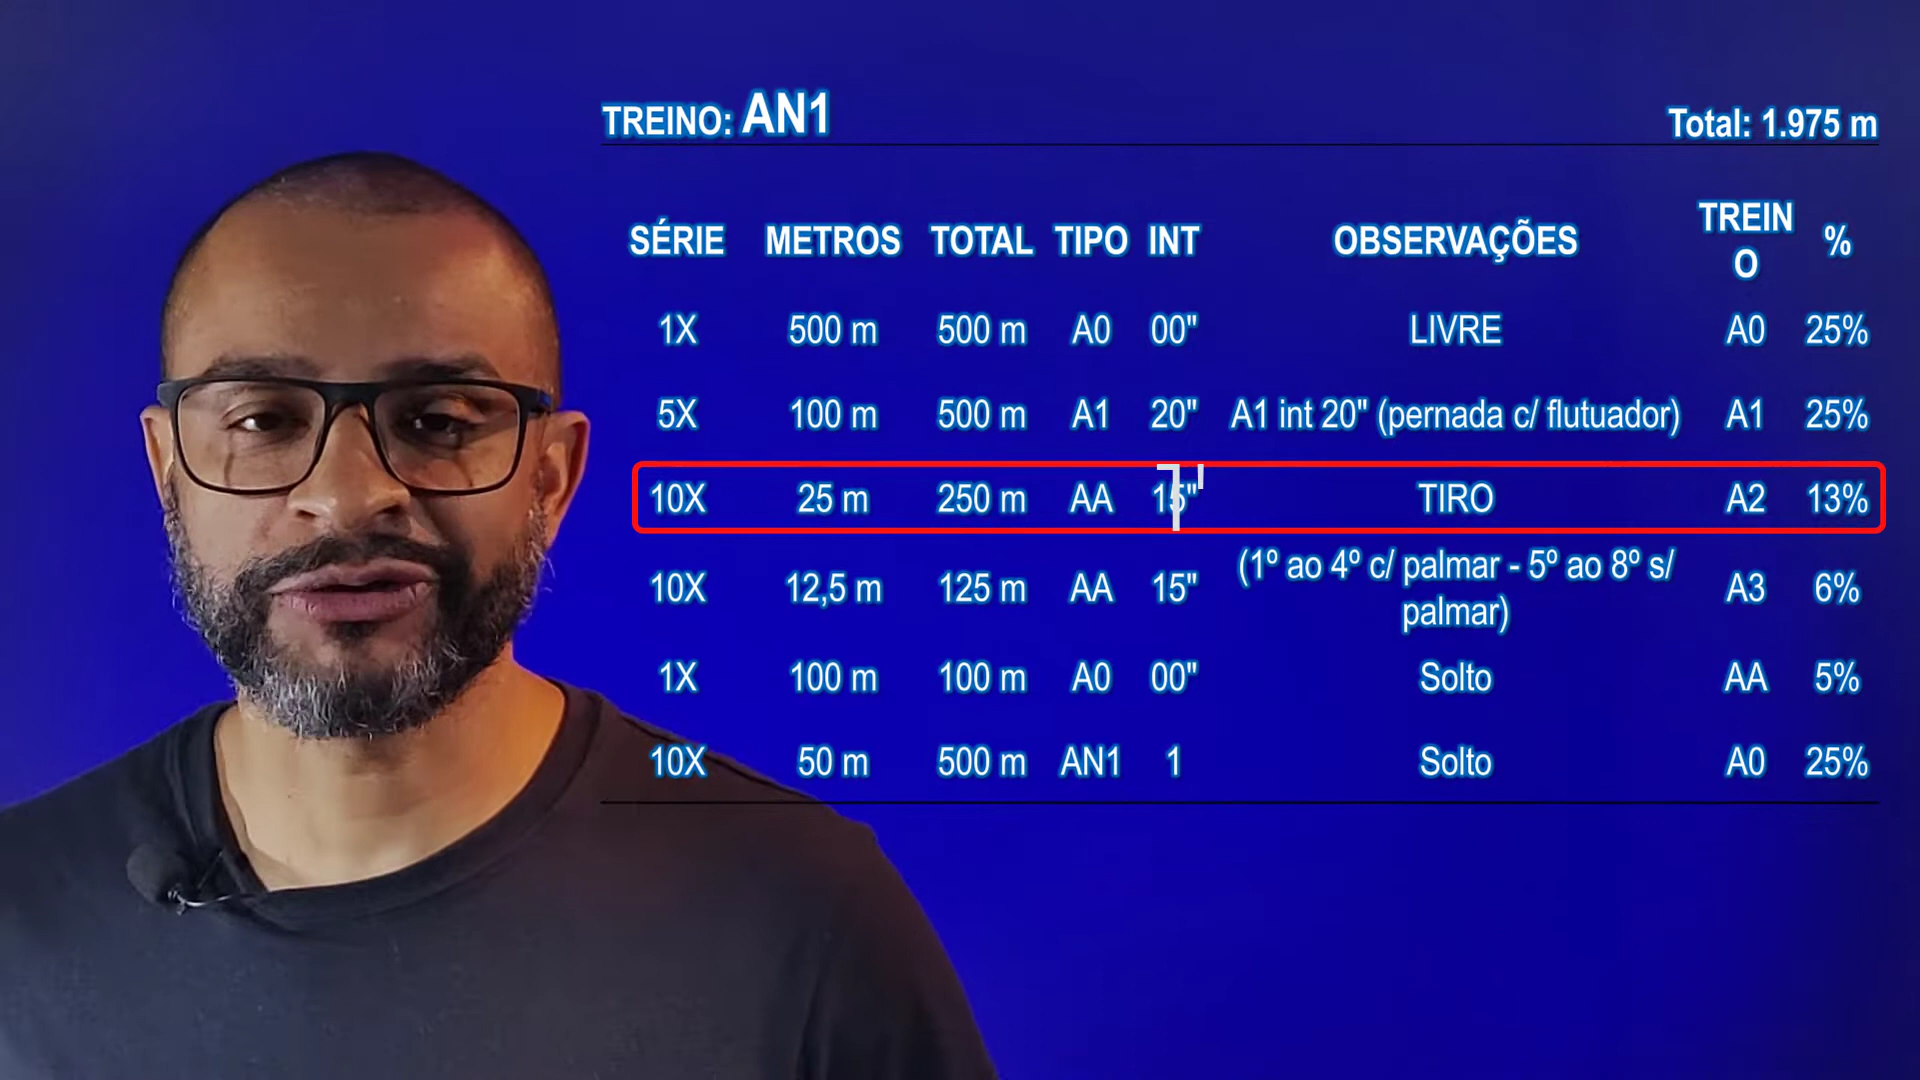 TREINO: AN1 Total: 1.975 m
SÉRIE METROS TOTAL TIPO INT OBSERVAÇÕES TREIN
O %
1X 500 m 500 m A0 00" LIVRE A0 25%
5X 100 m 500 m A1 20" A1 int 20" (pernada c/ flutuador) A1 25%
10X 25 m 250 m AA 15" TIRO A2 13%
10X 12,5 m 125 m AA 15" (1º ao 4º c/ palmar - 5º ao 8º s/
palmar) A3 6%
1X 100 m 100 m A0 00" Solto AA 5%
10X 50 m 500 m AN1 1 Solto A0 25%